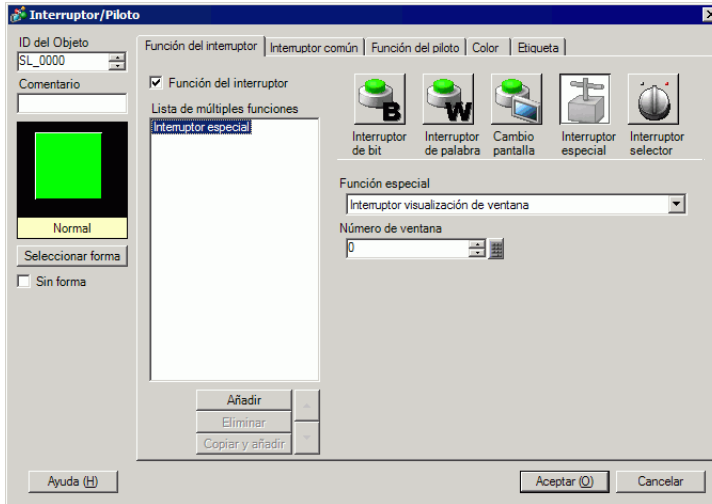 Interruptor/Piloto
ID del Objeto
SL_0000
Comentario
Normal
Seleccionar forma
Sin forma
Función del interruptor
Interruptor común
Función del piloto
Color
Etiqueta
Función del interruptor
Lista de múltiples funciones
Interruptor especial
Añadir
Eliminar
Copiar y añadir
B
W
Interruptor
de bit
Interruptor
de palabra
Cambio
pantalla
Interruptor
especial
Interruptor
selector
Función especial
Interruptor visualización de ventana
Número de ventana
0
Ayuda (H)
Aceptar (O)
Cancelar